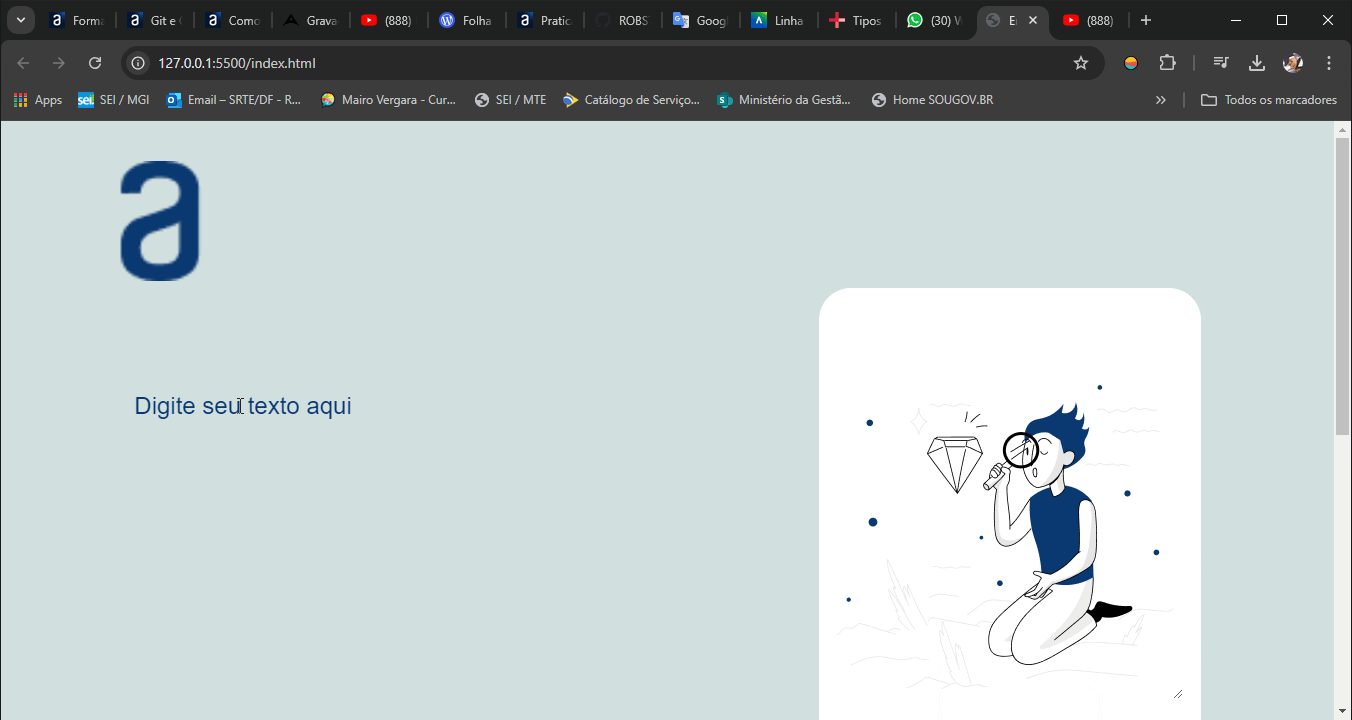 Forma
Git e
Como
Grava
(888)
Folha
Pratic
ROBS
Goog
Linha
Tipos
(30) W
(888)
127.0.0.1:5500/index.html
Apps
sei.
SEI / MGI
Email – SRTE/DF - R...
Mairo Vergara - Cur...
SEI / MTE
Catálogo de Serviço...
Ministério da Gestã...
Home SOUGOV.BR
Todos os marcadores
a
Digite seu texto aqui